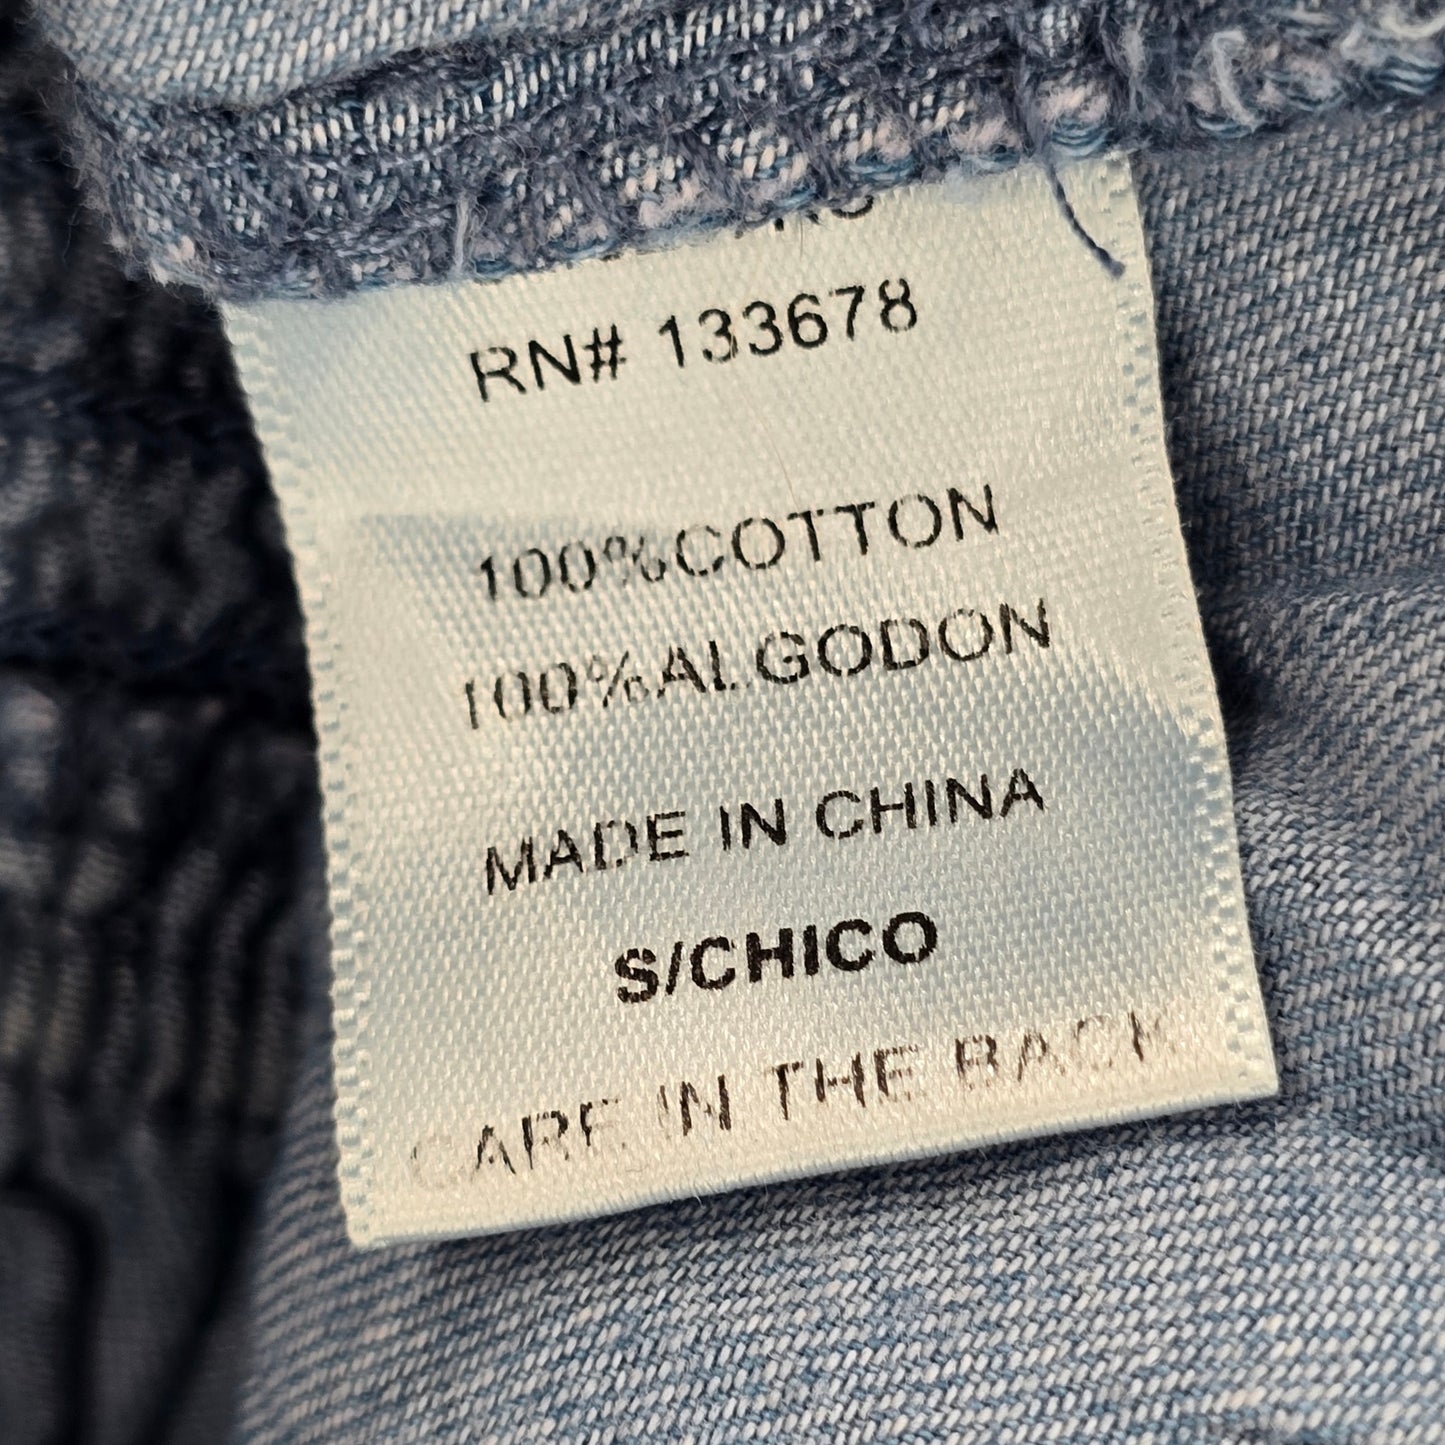 RN# 133678
100%COTTON
100%ALGODON
MADE IN CHINA
S/CHICO
CARE IN THE BACK